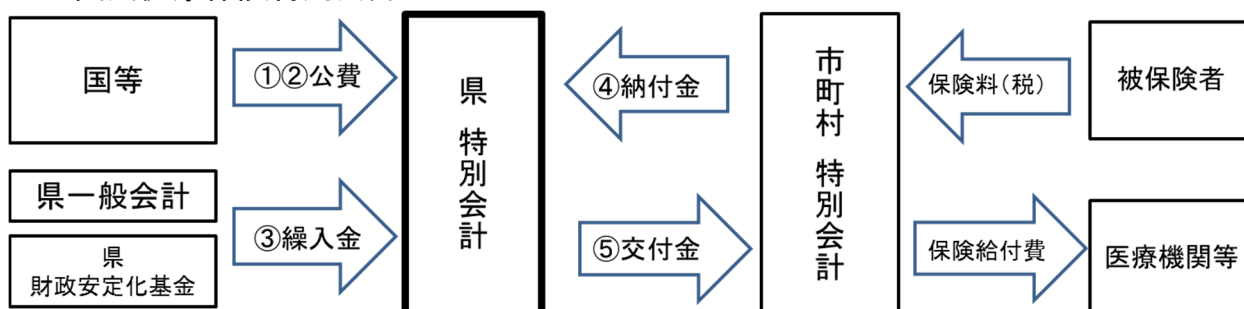 国等
①②公費
県 特別会計
④納付金
市町村 特別会計
保険料(税)
被保険者
県一般会計
県
財政安定化基金
③繰入金
⑤交付金
保険給付費
医療機関等